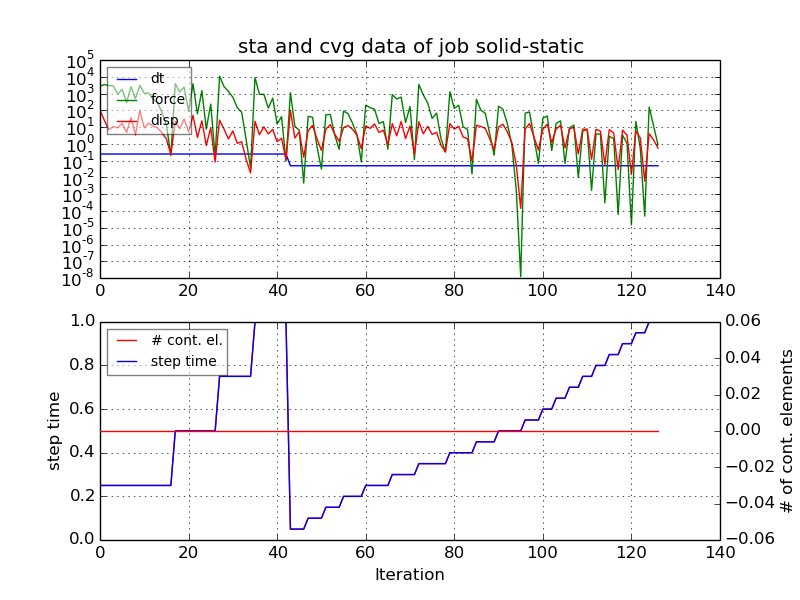 sta and cvg data of job solid-static
10^5
10^4
10^3
10^2
10^1
10^0
10^-1
10^-2
10^-3
10^-4
10^-5
10^-6
10^-7
10^-8
dt
force
disp
0 20 40 60 80 100 120 140
step time
1.0
0.8
0.6
0.4
0.2
0.0
# cont. el.
step time
0.06
0.04
0.02
0.00
−0.02
−0.04
−0.06
# of cont. elements
0 20 40 60 80 100 120 140
Iteration